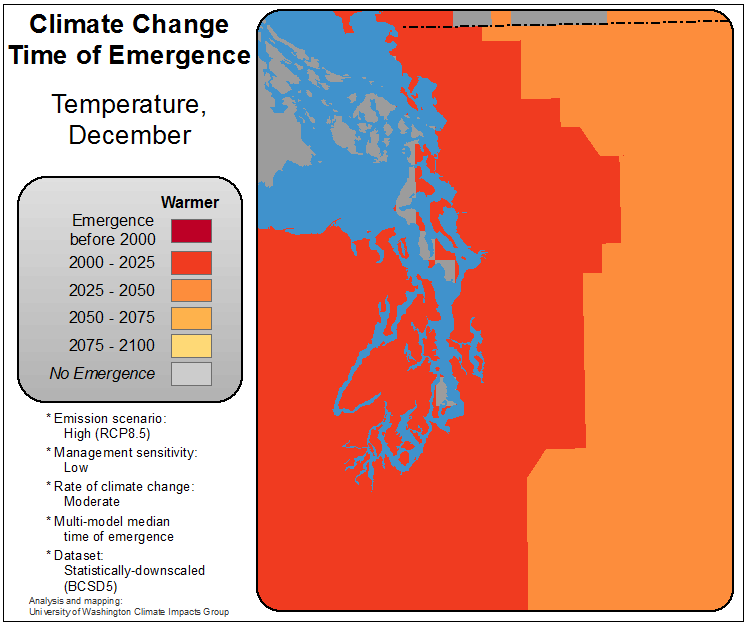 Climate Change
Time of Emergence
Temperature,
December
Warmer
Emergence
before 2000
2000 - 2025
2025 - 2050
2050 - 2075
2075 - 2100
No Emergence
* Emission scenario:
High (RCP8.5)
* Management sensitivity:
Low
* Rate of climate change:
Moderate
* Multi-model median
time of emergence
* Dataset:
Statistically-downscaled
(BCSD5)
Analysis and mapping:
University of Washington Climate Impacts Group